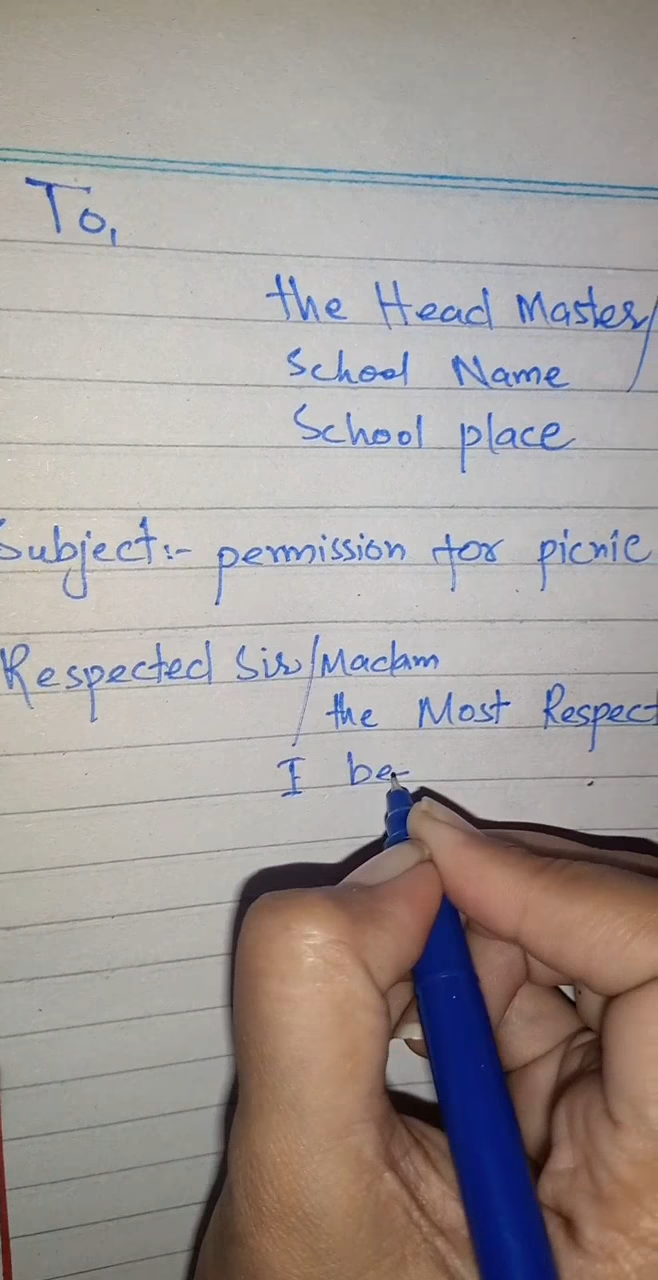 To,
the Head Master/
School Name
School place
Subject:- permission for picnic
Respected Sir/Madam
the Most Respect
I be